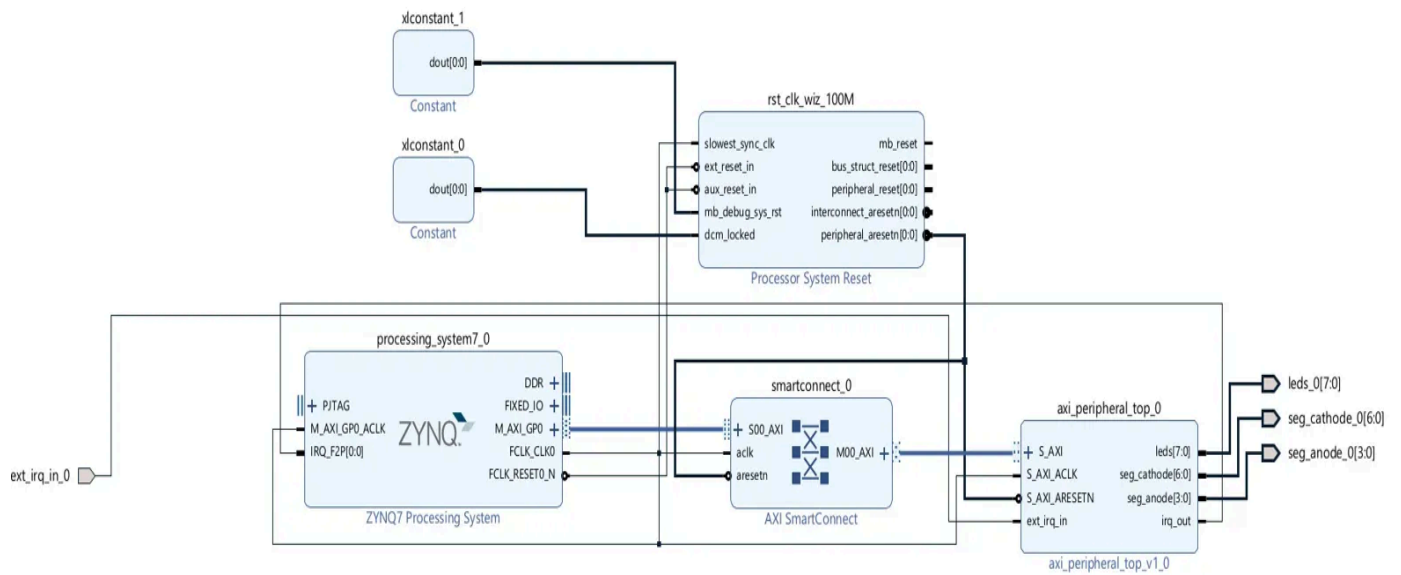 xlconstant_1
dout[0:0]
Constant
xlconstant_0
dout[0:0]
Constant
rst_clk_wiz_100M
slowest_sync_clk
ext_reset_in
aux_reset_in
mb_debug_sys_rst
dcm_locked
mb_reset
bus_struct_reset[0:0]
peripheral_reset[0:0]
interconnect_aresetn[0:0]
peripheral_aresetn[0:0]
Processor System Reset
ext_irq_in_0
processing_system7_0
PJTAG
M_AXI_GP0_ACLK
IRQ_F2P[0:0]
ZYNQ.
DDR
FIXED_IO
M_AXI_GP0
FCLK_CLK0
FCLK_RESET0_N
ZYNQ7 Processing System
smartconnect_0
S00_AXI
aclk
aresetn
M00_AXI
AXI SmartConnect
axi_peripheral_top_0
S_AXI
S_AXI_ACLK
S_AXI_ARESETN
ext_irq_in
leds[7:0]
seg_cathode[6:0]
seg_anode[3:0]
irq_out
axi_peripheral_top_v1_0
leds_0[7:0]
seg_cathode_0[6:0]
seg_anode_0[3:0]